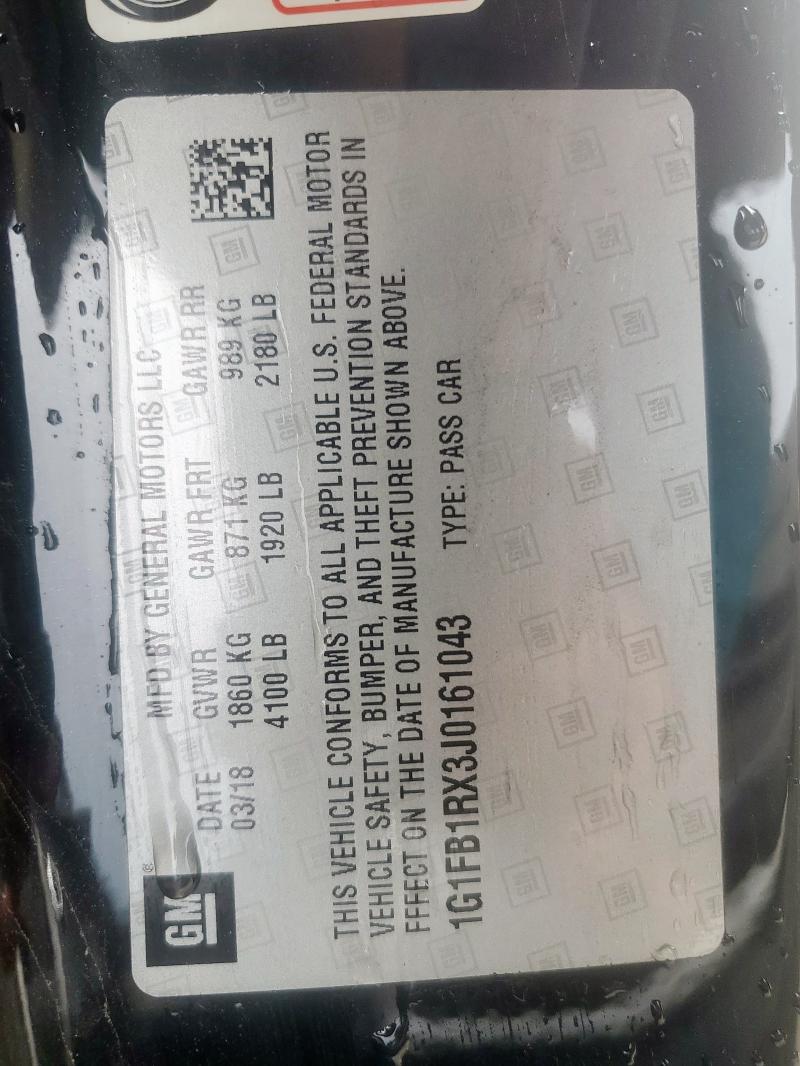 GM®
MFD BY GENERAL MOTORS LLC
DATE GVWR GAWR FRT GAWR RR
03/18 1860 KG 871 KG 989 KG
4100 LB 1920 LB 2180 LB
THIS VEHICLE CONFORMS TO ALL APPLICABLE U.S. FEDERAL MOTOR
VEHICLE SAFETY, BUMPER, AND THEFT PREVENTION STANDARDS IN
EFFECT ON THE DATE OF MANUFACTURE SHOWN ABOVE.
1G1FB1RX3J0161043 TYPE: PASS CAR